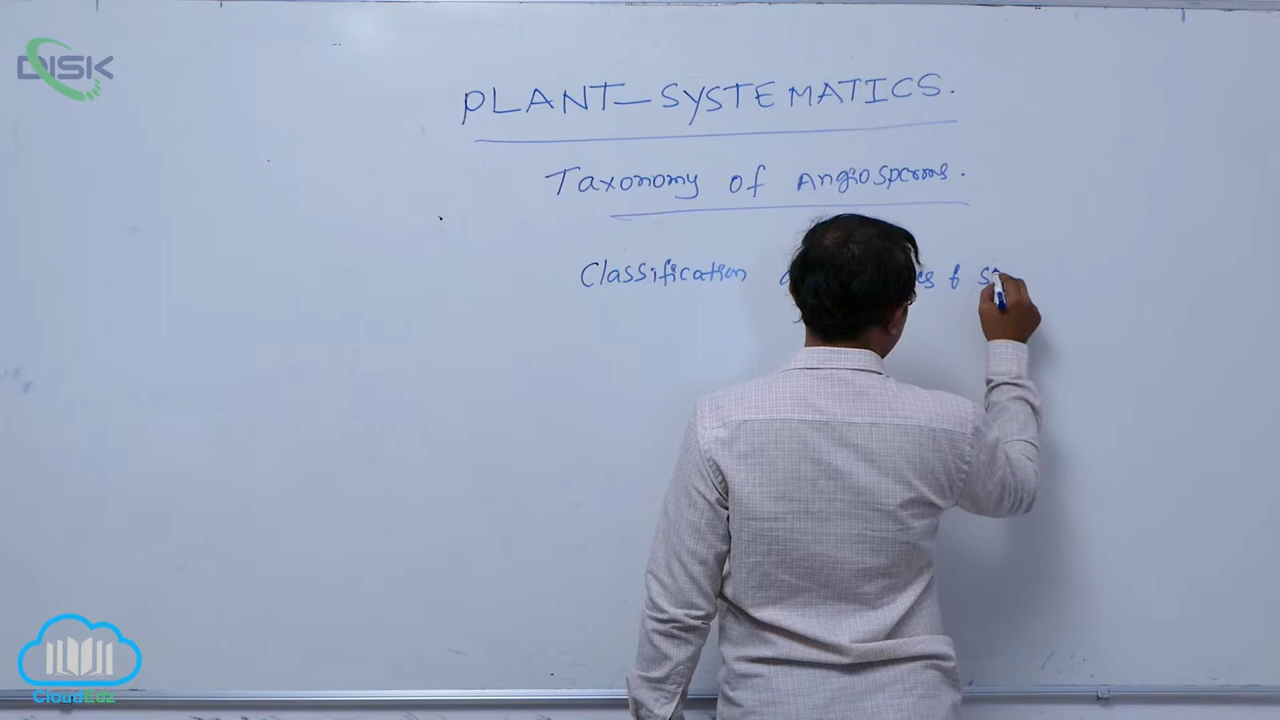 DISK
PLANT-SYSTEMATICS.
Taxonomy of Angiosperms.
Classification
CloudEdz